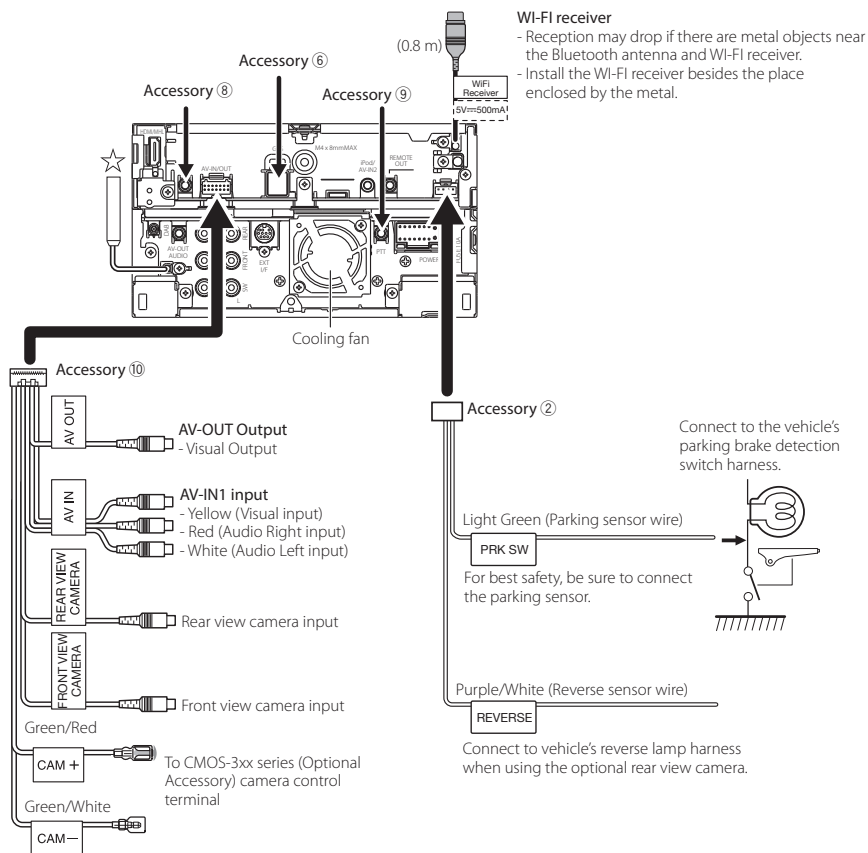 WI-FI receiver
- Reception may drop if there are metal objects near
the Bluetooth antenna and WI-FI receiver.
- Install the WI-FI receiver besides the place
enclosed by the metal.
(0.8 m)
WiFi
Receiver
5V⎓500mA
Accessory ⑥
Accessory ⑧
Accessory ⑨
HDMI/MHL
AV-IN/OUT
M4 x 8mmMAX
iPod/
AV-IN2
REMOTE
OUT
DAB
AV-OUT
AUDIO
REAR
FRONT
SW
L
EXT
I/F
PTT
POWER
FUSE 10A
Cooling fan
Accessory ⑩
AV OUT
AV-OUT Output
- Visual Output
AV IN
AV-IN1 input
- Yellow (Visual input)
- Red (Audio Right input)
- White (Audio Left input)
REAR VIEW
CAMERA
Rear view camera input
FRONT VIEW
CAMERA
Front view camera input
Green/Red
CAM +
To CMOS-3xx series (Optional
Accessory) camera control
terminal
Green/White
CAM −
Accessory ②
Connect to the vehicle's
parking brake detection
switch harness.
Light Green (Parking sensor wire)
PRK SW
For best safety, be sure to connect
the parking sensor.
Purple/White (Reverse sensor wire)
REVERSE
Connect to vehicle's reverse lamp harness
when using the optional rear view camera.